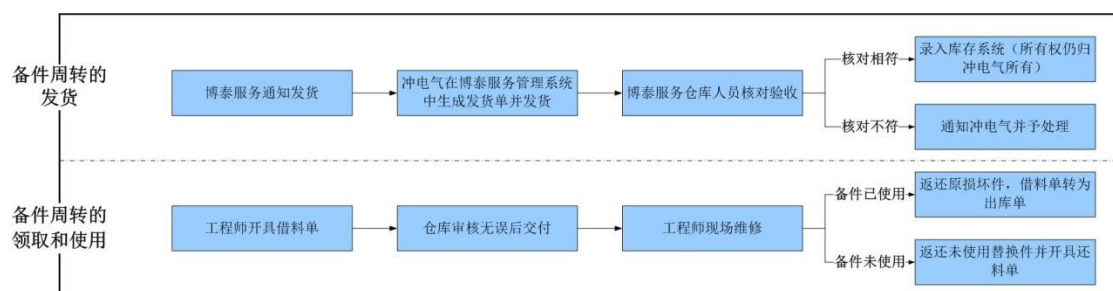 备件周转的
发货
博泰服务通知发货
冲电气在博泰服务管理系统
中生成发货单并发货
博泰服务仓库人员核对验收
核对相符
录入库存系统（所有权仍归
冲电气所有）
核对不符
通知冲电气并予处理
备件周转的
领取和使用
工程师开具借料单
仓库审核无误后交付
工程师现场维修
备件已使用
返还原损坏件，借料单转为
出库单
备件未使用
返还未使用替换件并开具还
料单